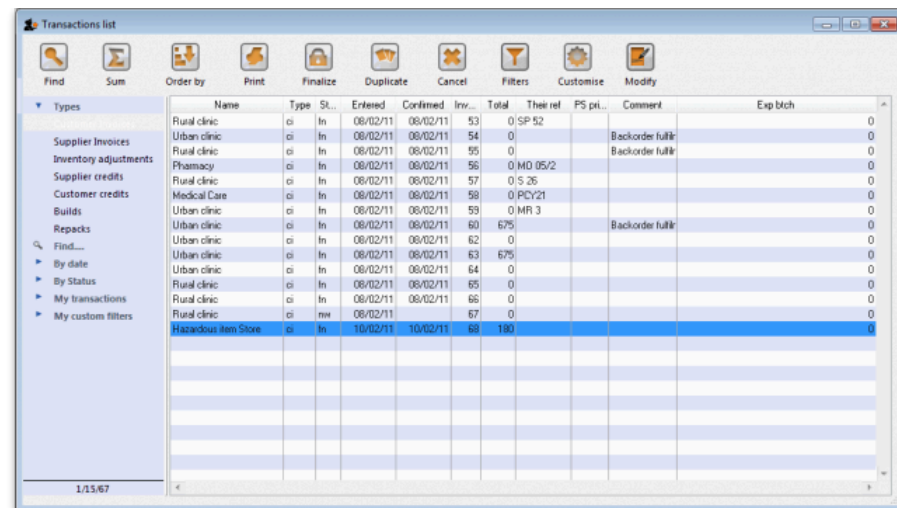 Transactions list
Find Sum Order by Print Finalize Duplicate Cancel Filters Customise Modify
Types
Supplier Invoices
Inventory adjustments
Supplier credits
Customer credits
Builds
Repacks
Find....
By date
By Status
My transactions
My custom filters
1/15/67
Name Type St... Entered Confirmed Inv... Total Their ref PS pri... Comment Exp btch
Rural clinic ci fn 08/02/11 08/02/11 53 0 SP 52 0
Urban clinic ci fn 08/02/11 08/02/11 54 0 Backorder fulfilr 0
Rural clinic ci fn 08/02/11 08/02/11 55 0 Backorder fulfilr 0
Pharmacy ci fn 08/02/11 08/02/11 56 0 MO 05/2 0
Rural clinic ci fn 08/02/11 08/02/11 57 0 S 26 0
Medical Care ci fn 08/02/11 08/02/11 58 0 PCY21 0
Urban clinic ci fn 08/02/11 08/02/11 59 0 MR 3 0
Urban clinic ci fn 08/02/11 08/02/11 60 675 Backorder fulfilr 0
Urban clinic ci fn 08/02/11 08/02/11 62 0 0
Urban clinic ci fn 08/02/11 08/02/11 63 675 0
Urban clinic ci fn 08/02/11 08/02/11 64 0 0
Rural clinic ci fn 08/02/11 08/02/11 65 0 0
Rural clinic ci fn 08/02/11 08/02/11 66 0 0
Rural clinic ci nw 08/02/11 67 0 0
Hazardous item Store ci fn 10/02/11 10/02/11 68 180 0